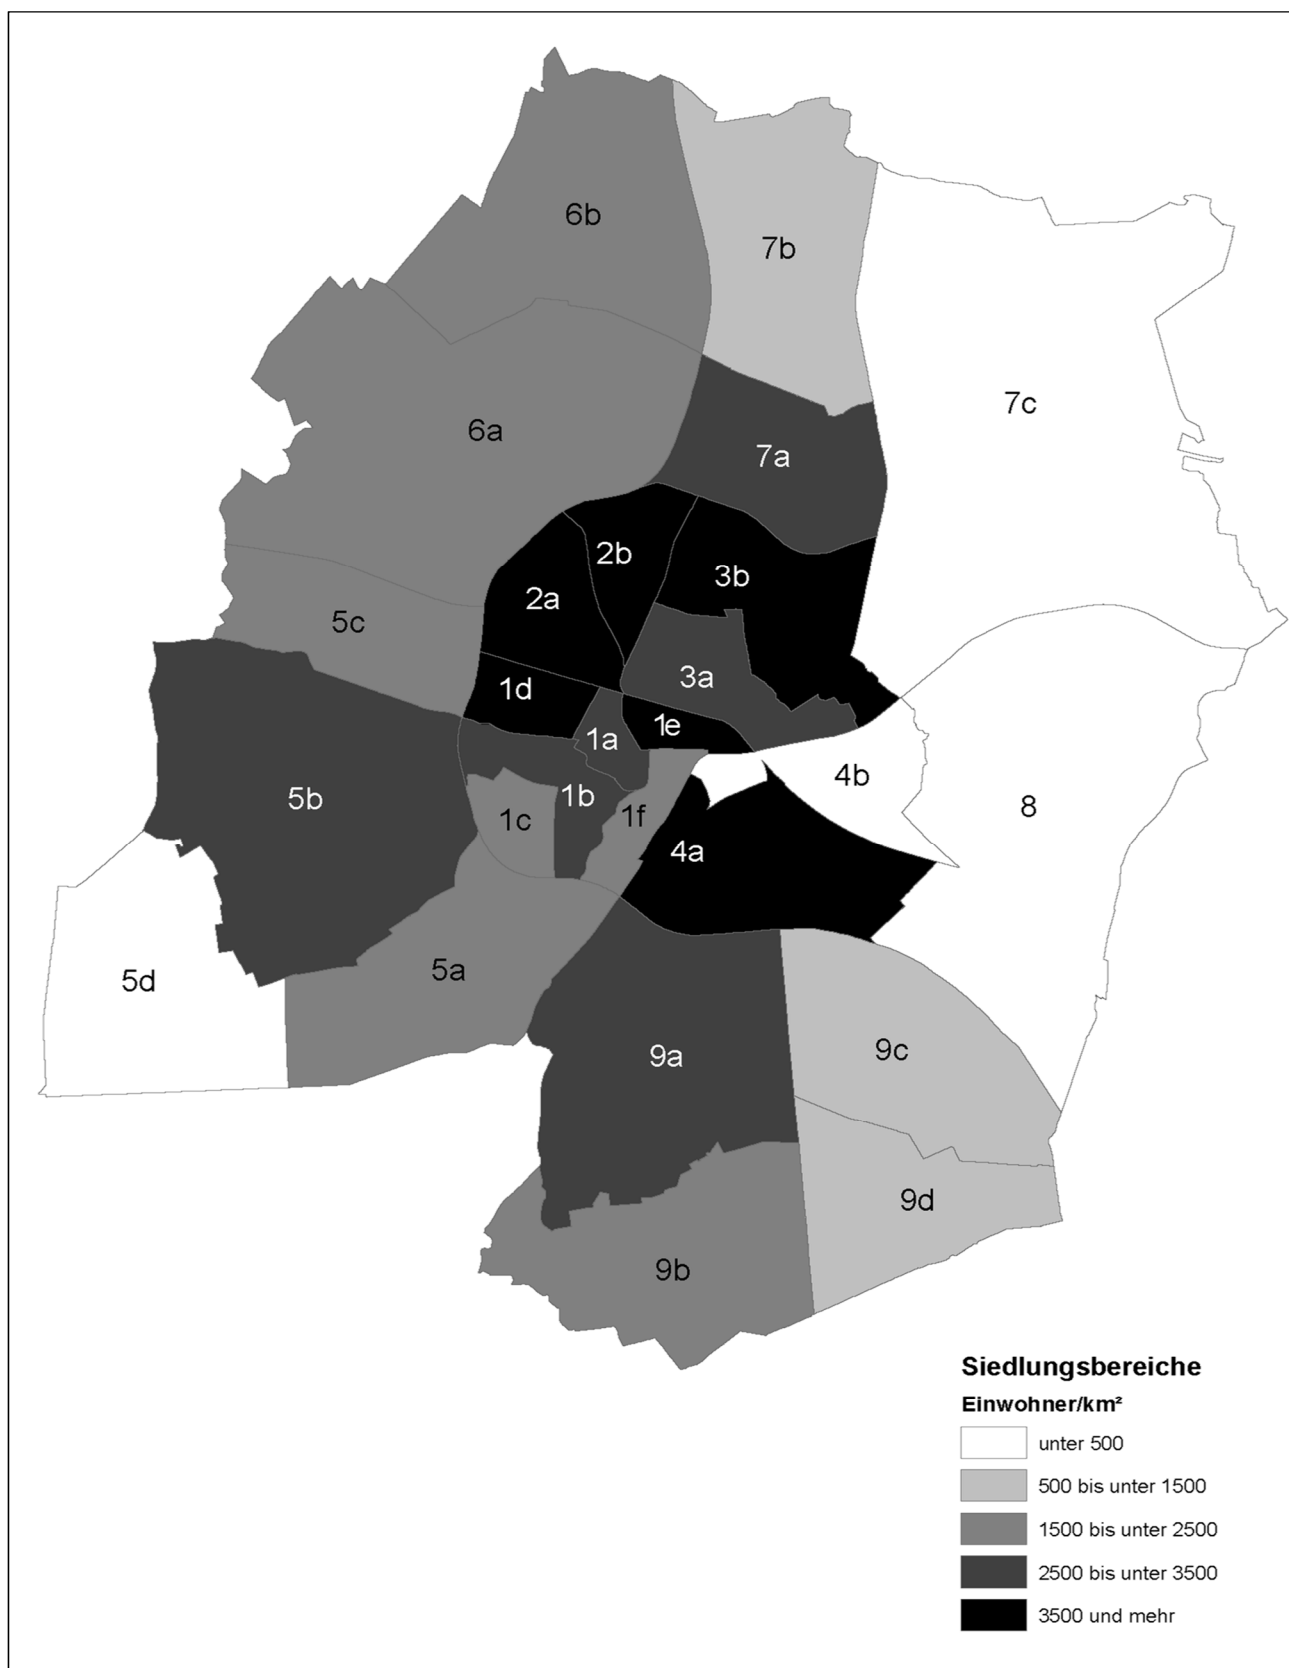 6b
7b
7c
6a
7a
2b
3b
2a
5c
3a
1d
1e
1a
4b
5b
1b
8
1c
1f
4a
5a
5d
9a
9c
9d
9b
Siedlungsbereiche
Einwohner/km²
unter 500
500 bis unter 1500
1500 bis unter 2500
2500 bis unter 3500
3500 und mehr